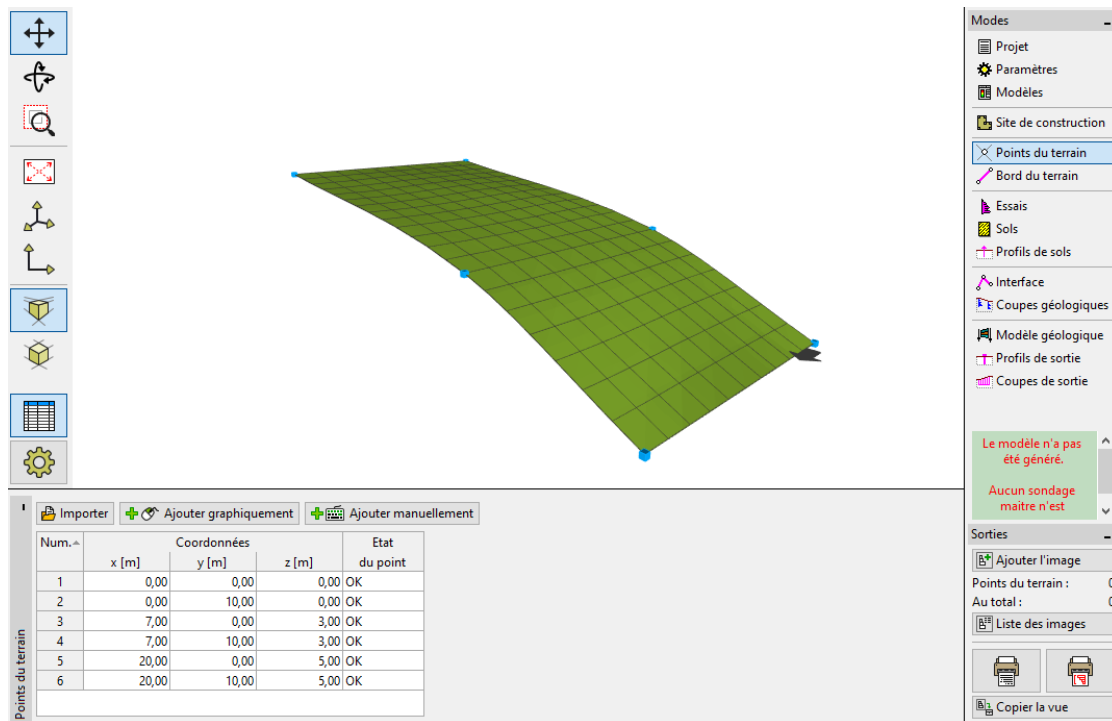 Modes
Projet
Paramètres
Modèles
Site de construction
Points du terrain
Bord du terrain
Essais
Sols
Profils de sols
Interface
Coupes géologiques
Modèle géologique
Profils de sortie
Coupes de sortie
Le modèle n'a pas
été généré.
Aucun sondage
maitre n'est
Importer Ajouter graphiquement Ajouter manuellement
Num. Coordonnées Etat
x [m] y [m] z [m] du point
1 0,00 0,00 0,00 OK
2 0,00 10,00 0,00 OK
3 7,00 0,00 3,00 OK
4 7,00 10,00 3,00 OK
5 20,00 0,00 5,00 OK
6 20,00 10,00 5,00 OK
Points du terrain
Sorties
Ajouter l'image
Points du terrain :
Au total :
Liste des images
Copier la vue